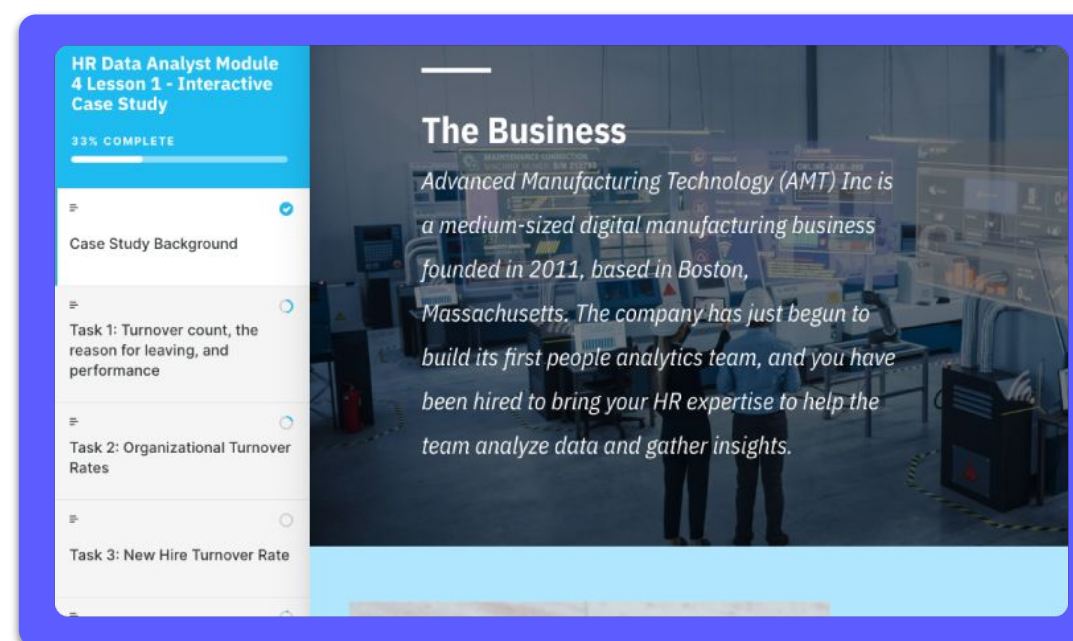 HR Data Analyst Module
4 Lesson 1 - Interactive
Case Study
33% COMPLETE
Case Study Background
Task 1: Turnover count, the
reason for leaving, and
performance
Task 2: Organizational Turnover
Rates
Task 3: New Hire Turnover Rate
The Business
Advanced Manufacturing Technology (AMT) Inc is
a medium-sized digital manufacturing business
founded in 2011, based in Boston,
Massachusetts. The company has just begun to
build its first people analytics team, and you have
been hired to bring your HR expertise to help the
team analyze data and gather insights.